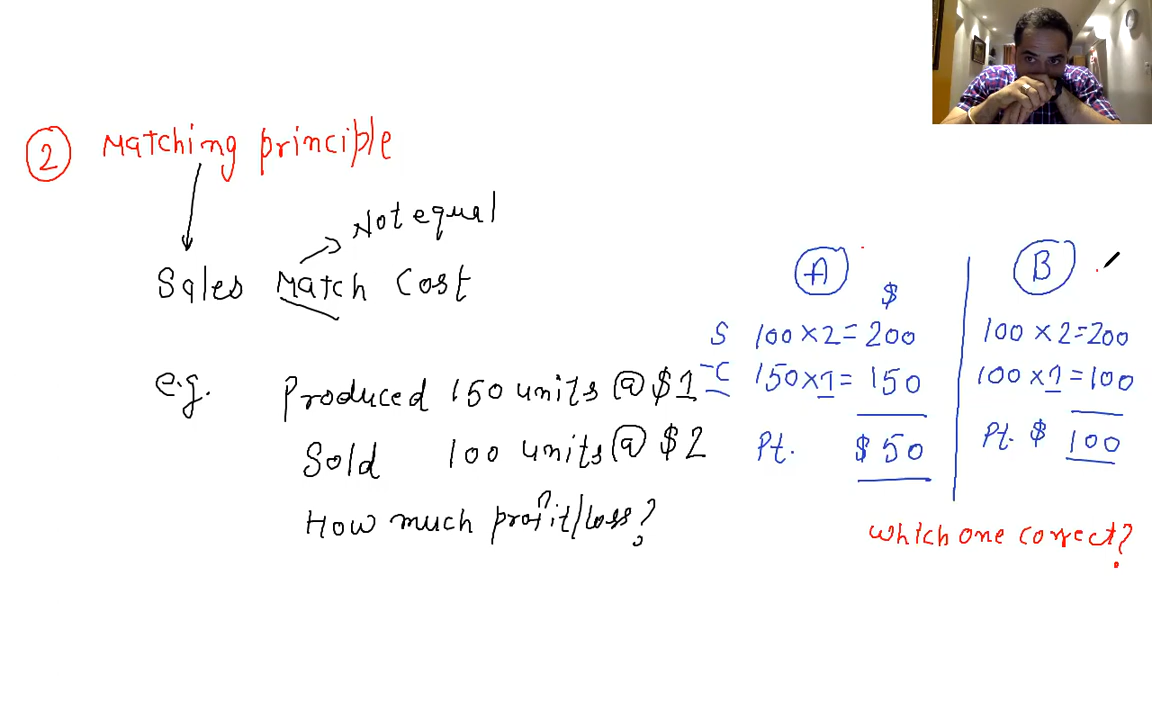 ② Matching principle
Not equal
Sales Match Cost
e.g. Produced 150 units @ $1
Sold 100 units @ $2
How much profit/loss?
A
$
S 100 × 2 = 200
-C 150 × 1 = 150
Pt. $ 50
B
100 × 2 = 200
100 × 1 = 100
Pt. $ 100
which one correct?